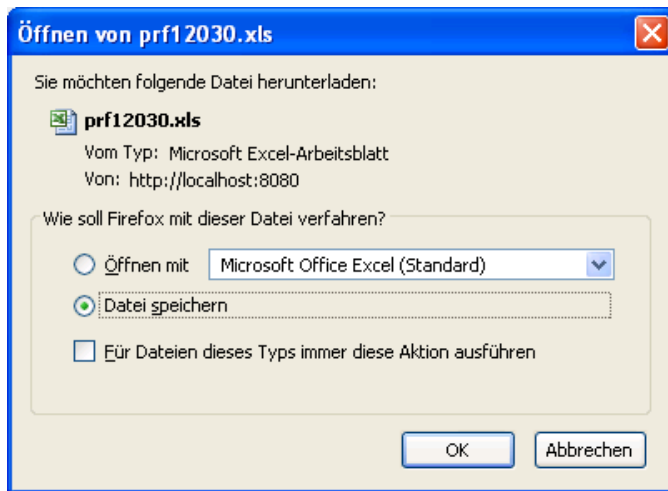 Öffnen von prf12030.xls
Sie möchten folgende Datei herunterladen:
prf12030.xls
Vom Typ: Microsoft Excel-Arbeitsblatt
Von: http://localhost:8080
Wie soll Firefox mit dieser Datei verfahren?
Öffnen mit Microsoft Office Excel (Standard)
Datei speichern
Für Dateien dieses Typs immer diese Aktion ausführen
OK Abbrechen